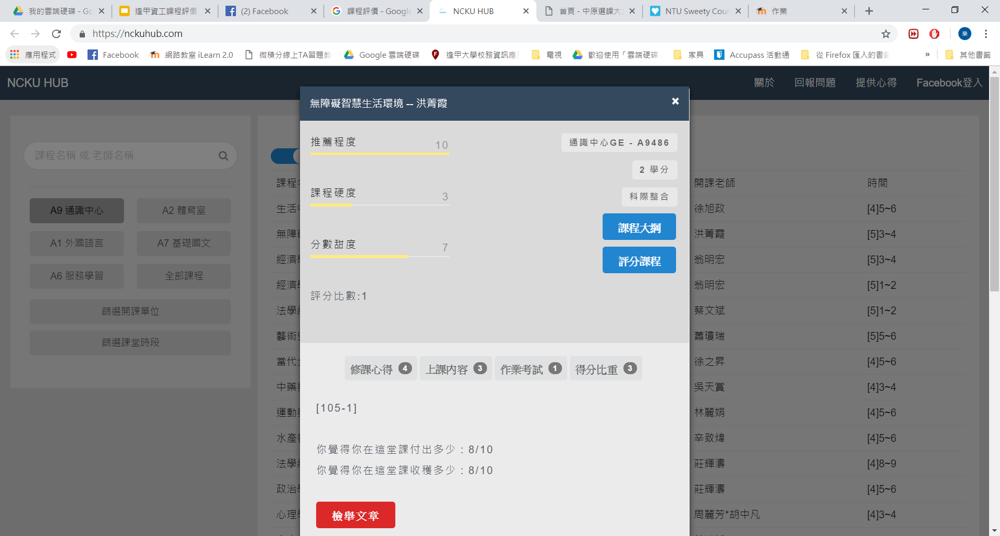 我的雲端硬碟 - Go
逢甲資工課程評價
(2) Facebook
課程評價 - Google
NCKU HUB
首頁 - 中原選課大
NTU Sweety Cour
作業
https://nckuhub.com
樂
應用程式
Facebook
網路教室 iLearn 2.0
微積分線上TA習題教
Google 雲端硬碟
逢甲大學校務資訊應
電視
歡迎使用「雲端硬碟
家具
Accupass 活動通
從 Firefox 匯入的書籤
»
其他書籤
NCKU HUB
關於
回報問題
提供心得
Facebook登入
課程名稱 或 老師名稱
A9 通識中心
A2 體育室
A1 外國語言
A7 基礎國文
A6 服務學習
全部課程
篩選開課單位
篩選課堂時段
無障礙智慧生活環境 -- 洪菁霞
推薦程度 10
課程硬度 3
分數甜度 7
評分比數:1
通識中心GE - A9486
2 學分
科際整合
課程大綱
評分課程
修課心得 4
上課內容 3
作業考試 1
得分比重 3
[105-1]
你覺得你在這堂課付出多少：8/10
你覺得你在這堂課收穫多少：8/10
檢舉文章
課程 開課老師 時間
生活 徐旭政 [4]5~6
無障 洪菁霞 [5]3~4
經濟 翁明宏 [5]3~4
經濟 翁明宏 [5]1~2
法學 蔡文斌 [5]1~2
藝術 蕭瓊瑞 [5]5~6
當代 徐之昇 [4]5~6
中藥 吳天賞 [4]3~4
運動 林麗娟 [4]5~6
水產 辛致煒 [4]5~6
法學 莊輝濤 [4]8~9
政治 莊輝濤 [4]5~6
心理 周麗芳*胡中凡 [4]3~4